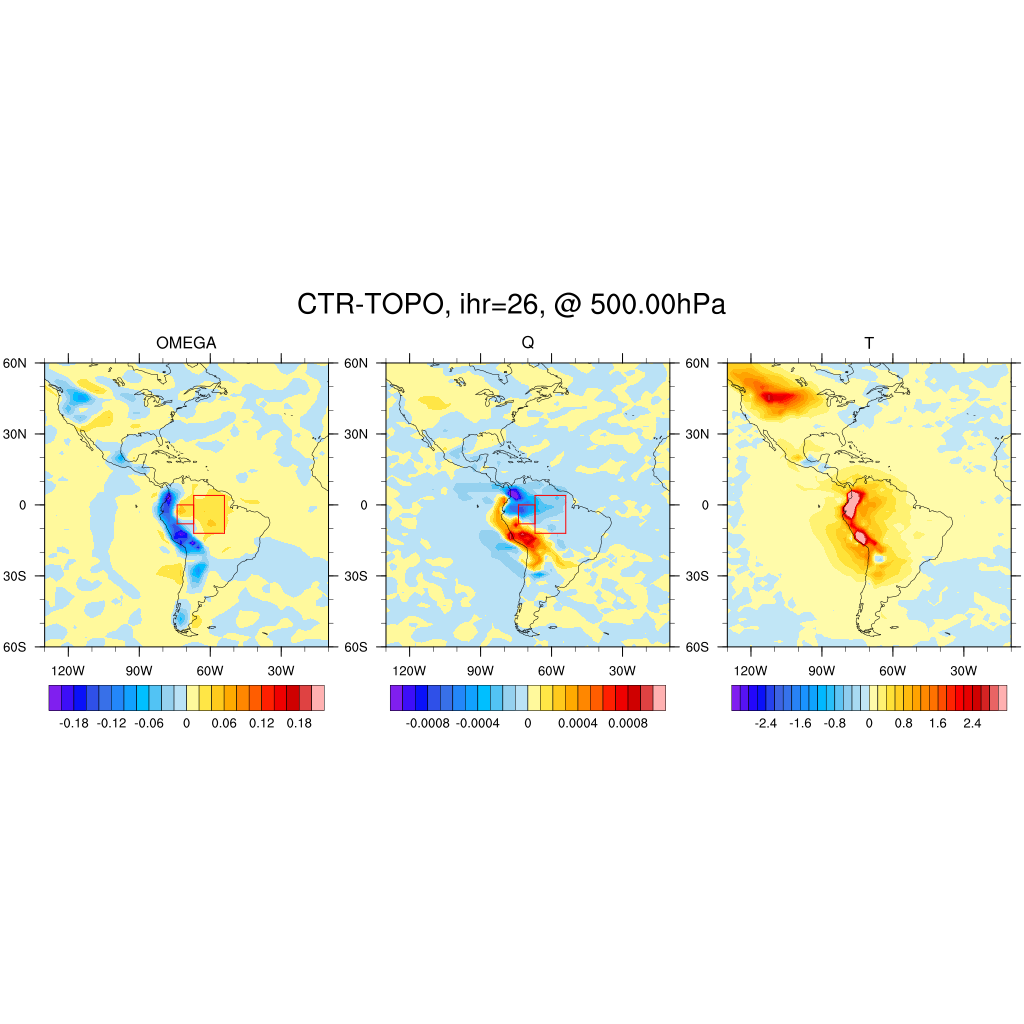 CTR-TOPO, ihr=26, @ 500.00hPa
OMEGA Q T
60N 60N 60N
30N 30N 30N
0 0 0
30S 30S 30S
60S 60S 60S
120W 90W 60W 30W 120W 90W 60W 30W 120W 90W 60W 30W
-0.18 -0.12 -0.06 0 0.06 0.12 0.18 -0.0008 -0.0004 0 0.0004 0.0008 -2.4 -1.6 -0.8 0 0.8 1.6 2.4